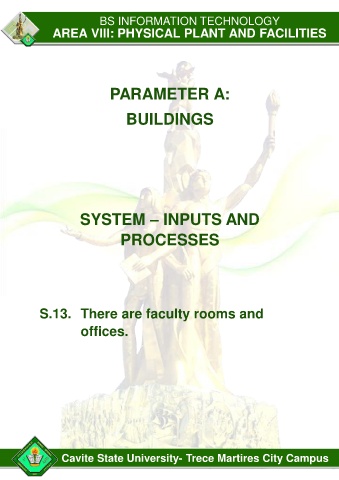 BS INFORMATION TECHNOLOGY
AREA VIII: PHYSICAL PLANT AND FACILITIES
PARAMETER A:
BUILDINGS
SYSTEM – INPUTS AND
PROCESSES
S.13. There are faculty rooms and
offices.
Cavite State University- Trece Martires City Campus